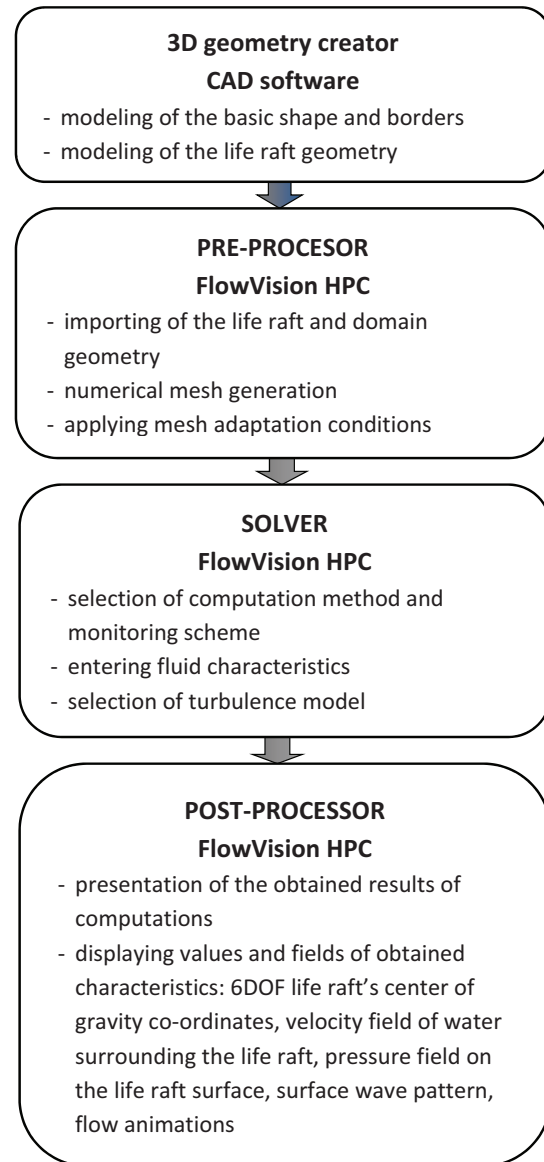 3D geometry creator
CAD software
- modeling of the basic shape and borders
- modeling of the life raft geometry
PRE-PROCESOR
FlowVision HPC
- importing of the life raft and domain
geometry
- numerical mesh generation
- applying mesh adaptation conditions
SOLVER
FlowVision HPC
- selection of computation method and
monitoring scheme
- entering fluid characteristics
- selection of turbulence model
POST-PROCESSOR
FlowVision HPC
- presentation of the obtained results of
computations
- displaying values and fields of obtained
characteristics: 6DOF life raft’s center of
gravity co-ordinates, velocity field of water
surrounding the life raft, pressure field on
the life raft surface, surface wave pattern,
flow animations